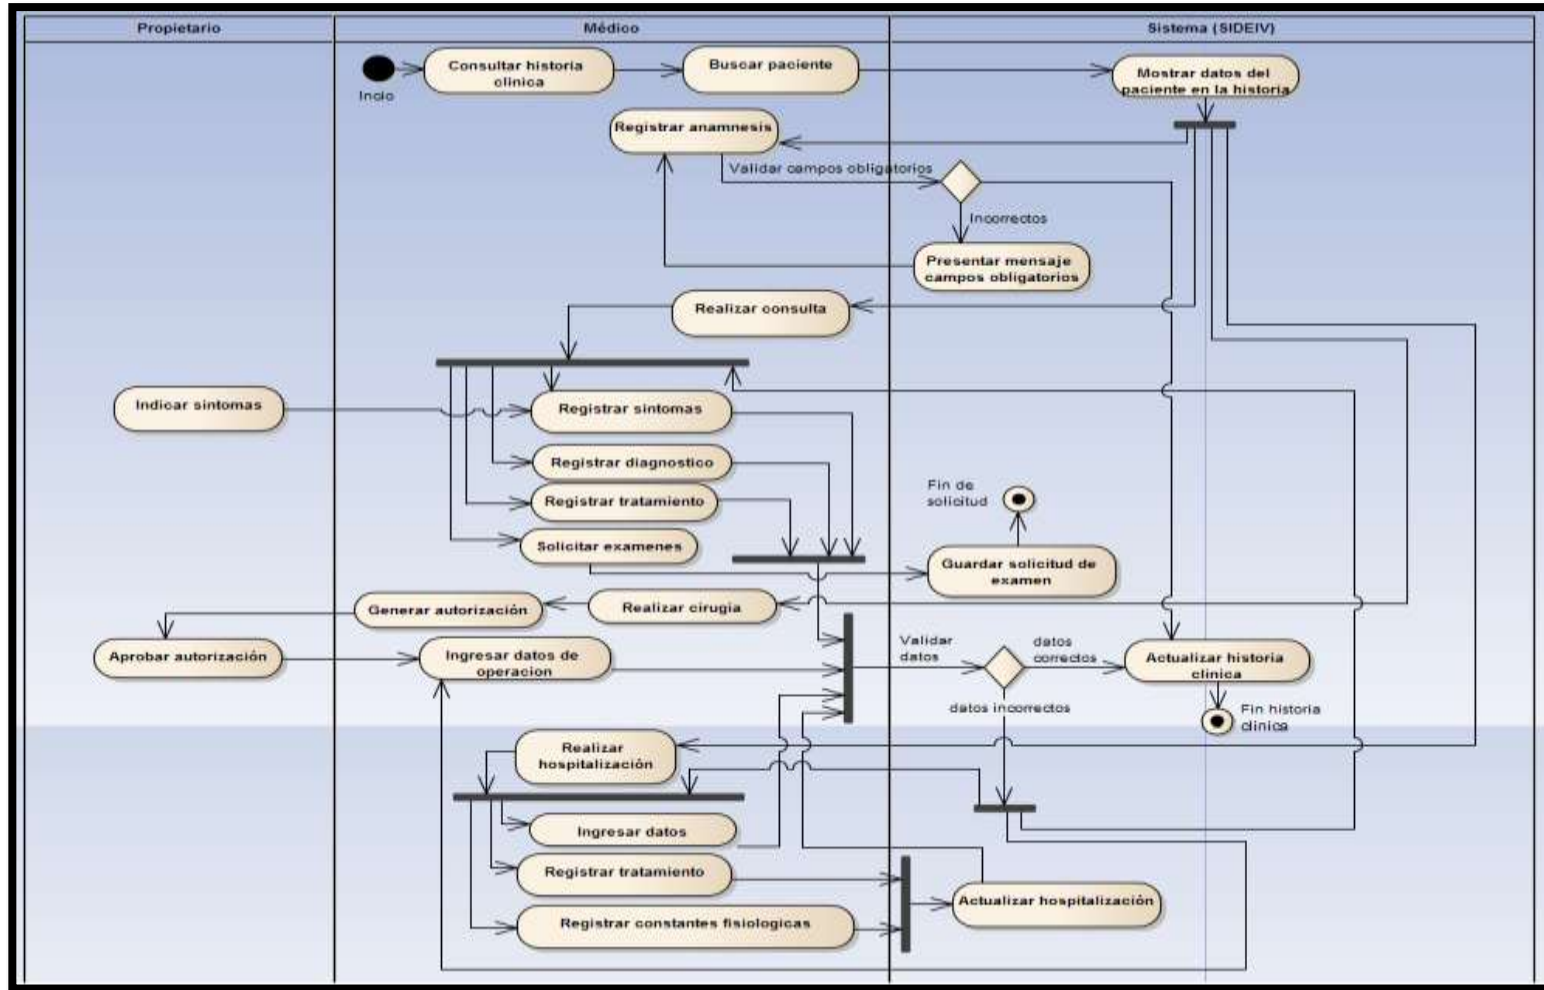 Propietario
Médico
Sistema (SIDEIV)
Incio
Consultar historia
clinica
Buscar paciente
Mostrar datos del
paciente en la historia
Registrar anamnesis
Validar campos obligatorios
Incorrectos
Presentar mensaje
campos obligatorios
Realizar consulta
Indicar sintomas
Registrar sintomas
Registrar diagnostico
Registrar tratamiento
Solicitar examenes
Fin de
solicitud
Guardar solicitud de
examen
Generar autorización
Realizar cirugia
Aprobar autorización
Ingresar datos de
operacion
Validar
datos
datos
correctos
Actualizar historia
clinica
datos incorrectos
Fin historia
clinica
Realizar
hospitalización
Ingresar datos
Registrar tratamiento
Registrar constantes fisiologicas
Actualizar hospitalización